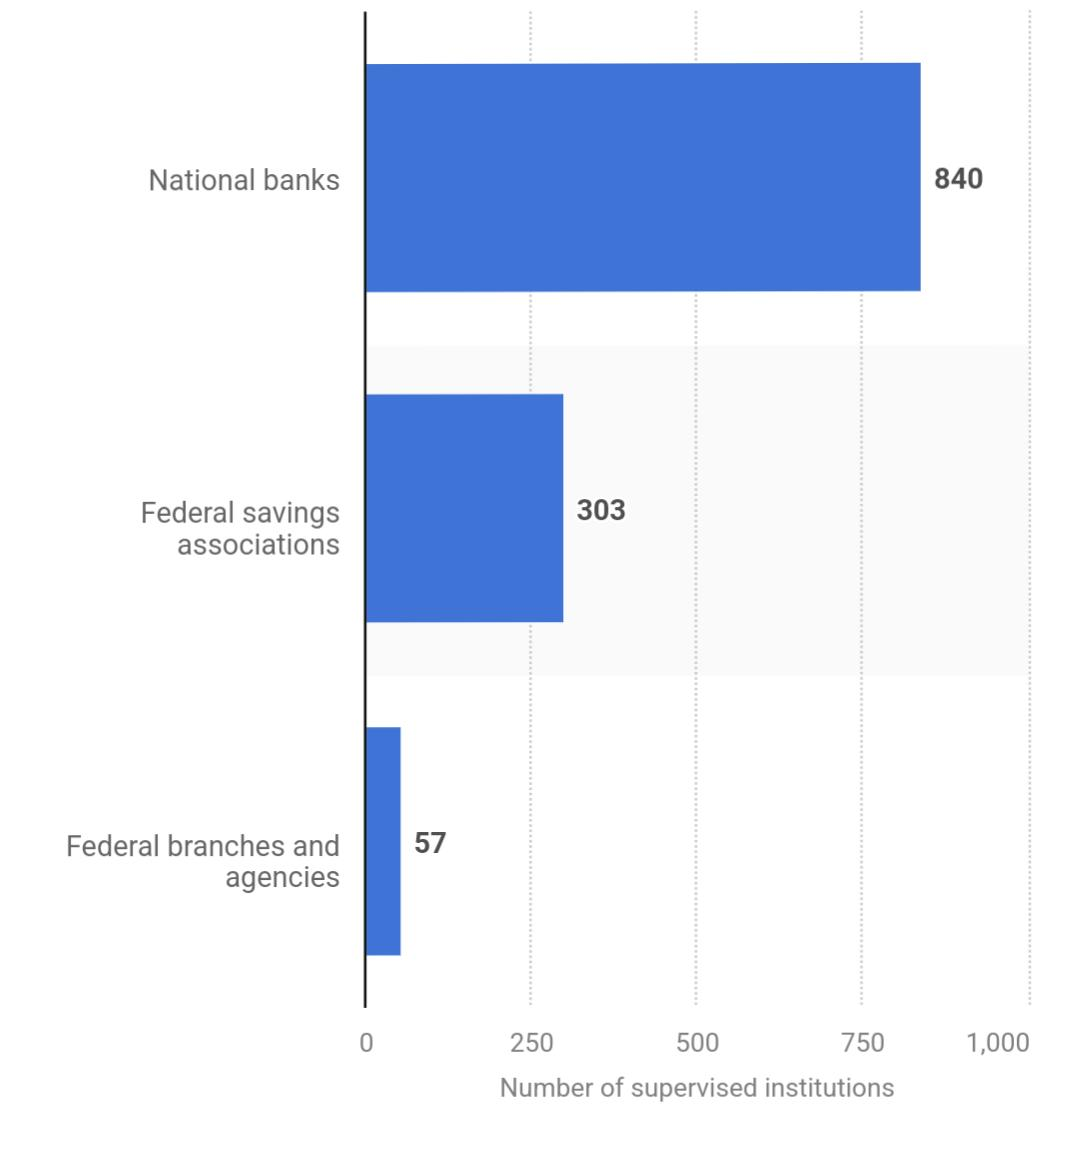 National banks
840
Federal savings
associations
303
Federal branches and
agencies
57
0 250 500 750 1,000
Number of supervised institutions